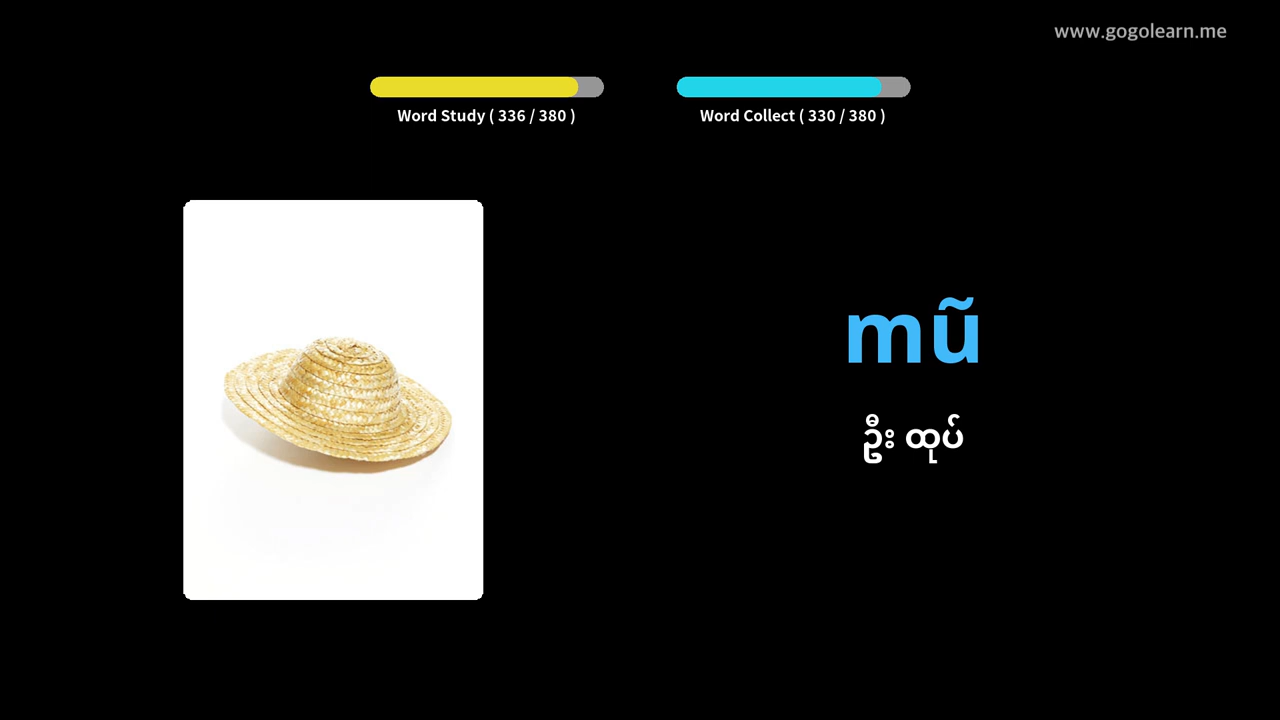 www.gogolearn.me
Word Study ( 336 / 380 )
Word Collect ( 330 / 380 )
mũ
ဦး ထုပ်